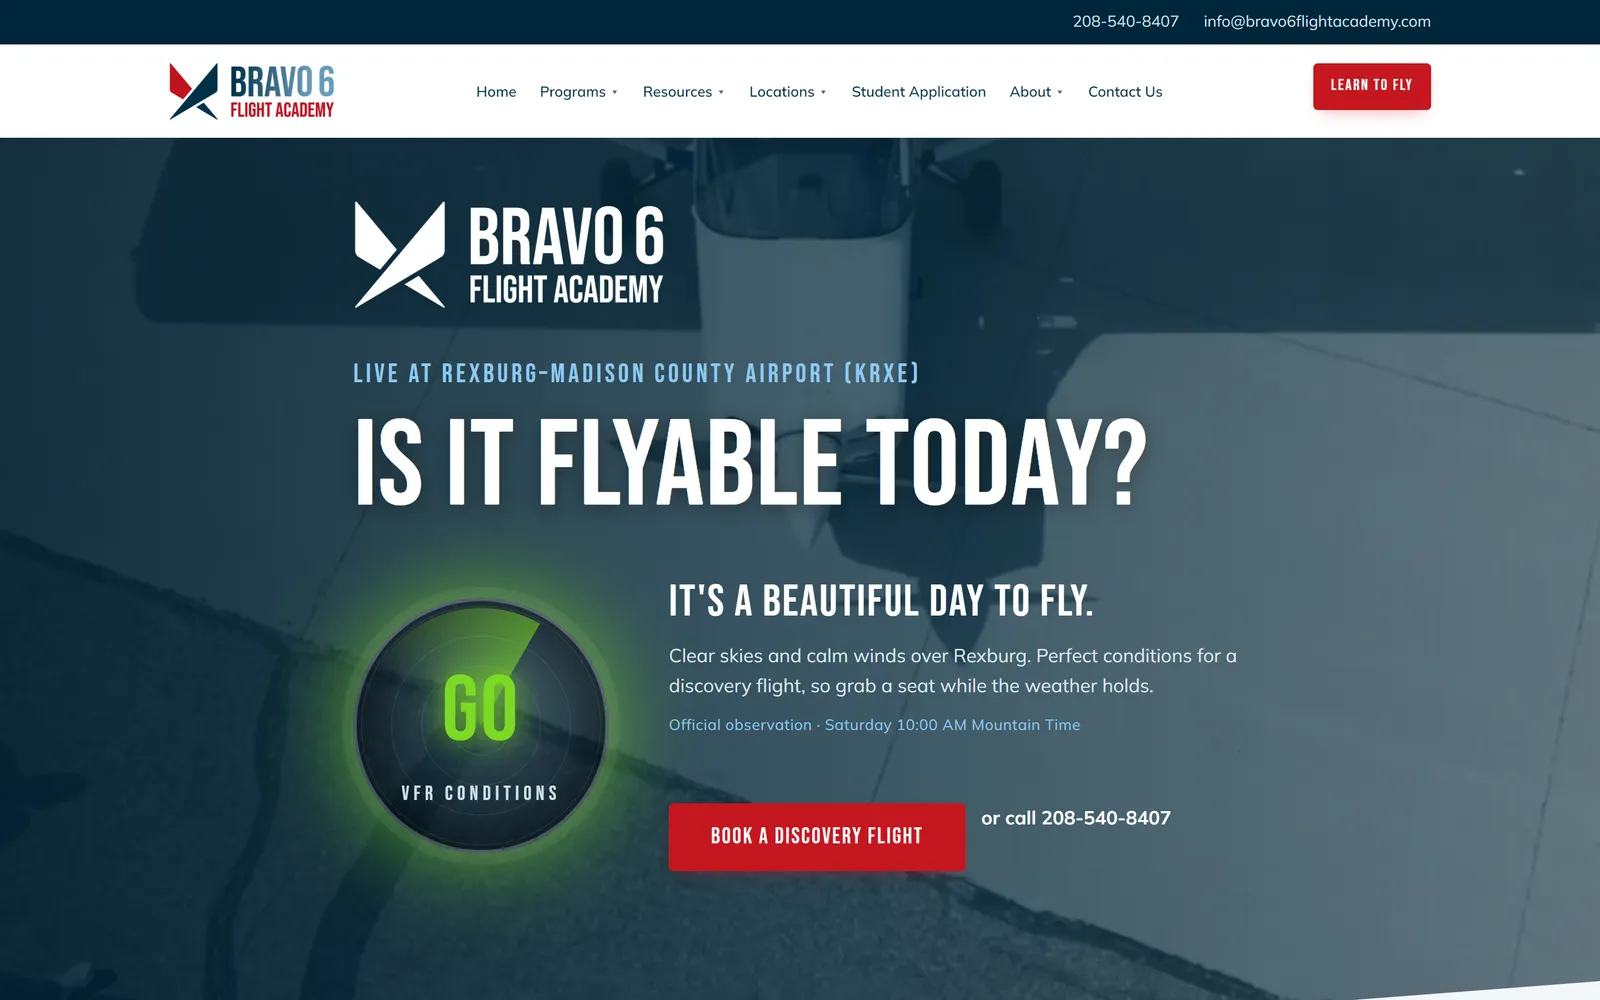 208-540-8407 info@bravo6flightacademy.com
BRAVO 6
FLIGHT ACADEMY
Home Programs Resources Locations Student Application About Contact Us
LEARN TO FLY
BRAVO 6
FLIGHT ACADEMY
LIVE AT REXBURG-MADISON COUNTY AIRPORT (KRXE)
IS IT FLYABLE TODAY?
GO
VFR CONDITIONS
IT'S A BEAUTIFUL DAY TO FLY.
Clear skies and calm winds over Rexburg. Perfect conditions for a
discovery flight, so grab a seat while the weather holds.
Official observation · Saturday 10:00 AM Mountain Time
BOOK A DISCOVERY FLIGHT
or call 208-540-8407